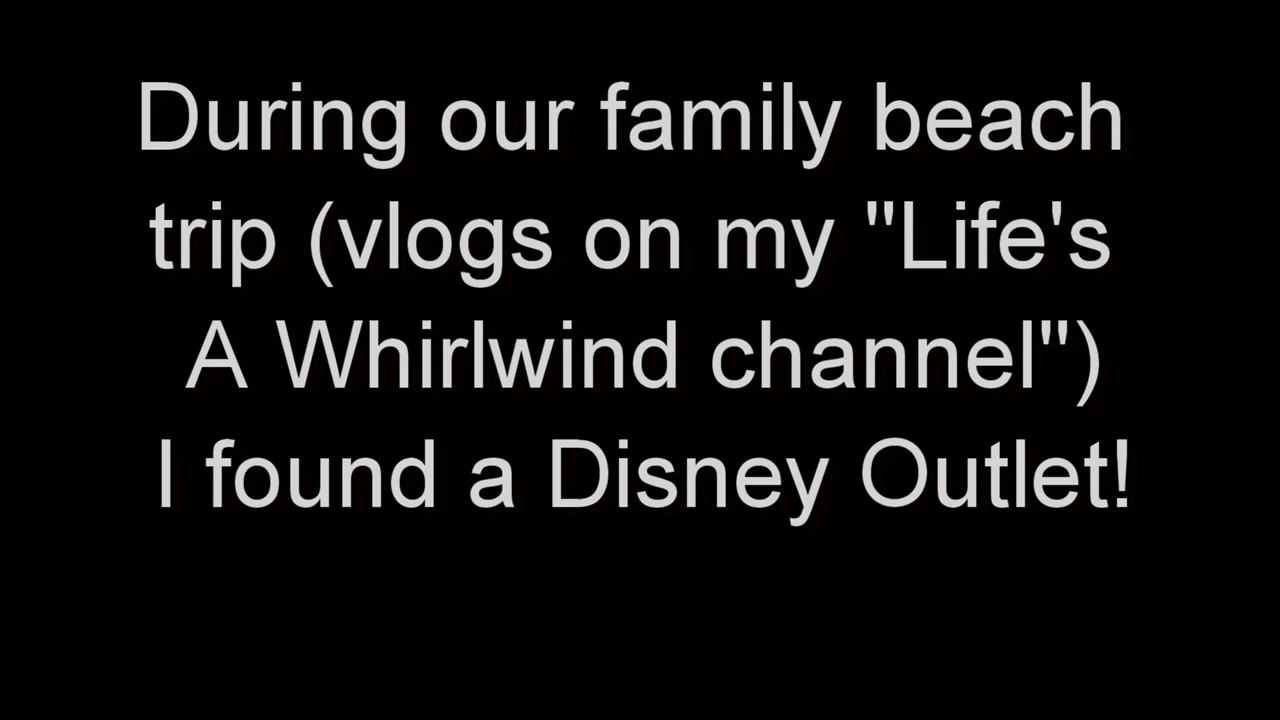 During our family beach
trip (vlogs on my "Life's
A Whirlwind channel")
I found a Disney Outlet!